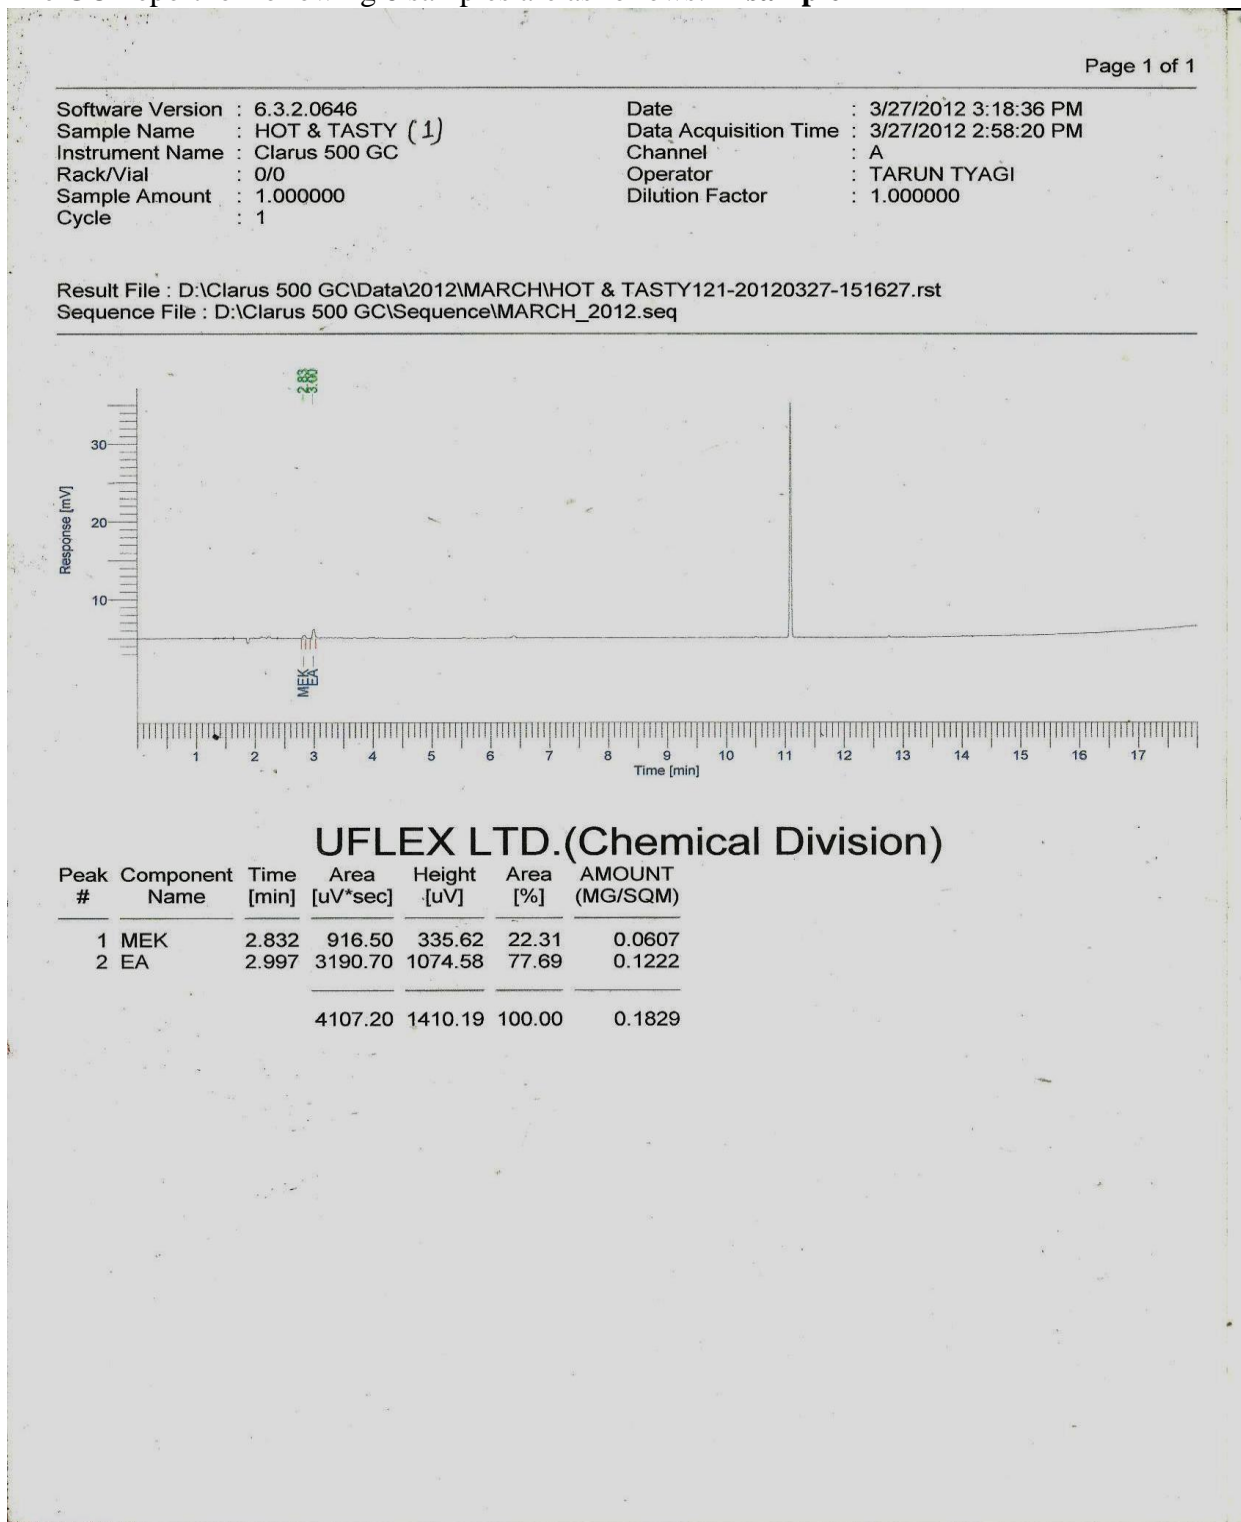 Page 1 of 1
Software Version : 6.3.2.0646 Date : 3/27/2012 3:18:36 PM
Sample Name : HOT & TASTY (1) Data Acquisition Time : 3/27/2012 2:58:20 PM
Instrument Name : Clarus 500 GC Channel : A
Rack/Vial : 0/0 Operator : TARUN TYAGI
Sample Amount : 1.000000 Dilution Factor : 1.000000
Cycle : 1
Result File : D:\Clarus 500 GC\Data\2012\MARCH\HOT & TASTY121-20120327-151627.rst
Sequence File : D:\Clarus 500 GC\Sequence\MARCH_2012.seq
2.83
3.00
30
20
10
Response [mV]
MEK
EA
1 2 3 4 5 6 7 8 9 10 11 12 13 14 15 16 17
Time [min]
UFLEX LTD.(Chemical Division)
Peak Component Time Area Height Area AMOUNT
# Name [min] [uV*sec] [uV] [%] (MG/SQM)
1 MEK 2.832 916.50 335.62 22.31 0.0607
2 EA 2.997 3190.70 1074.58 77.69 0.1222
4107.20 1410.19 100.00 0.1829